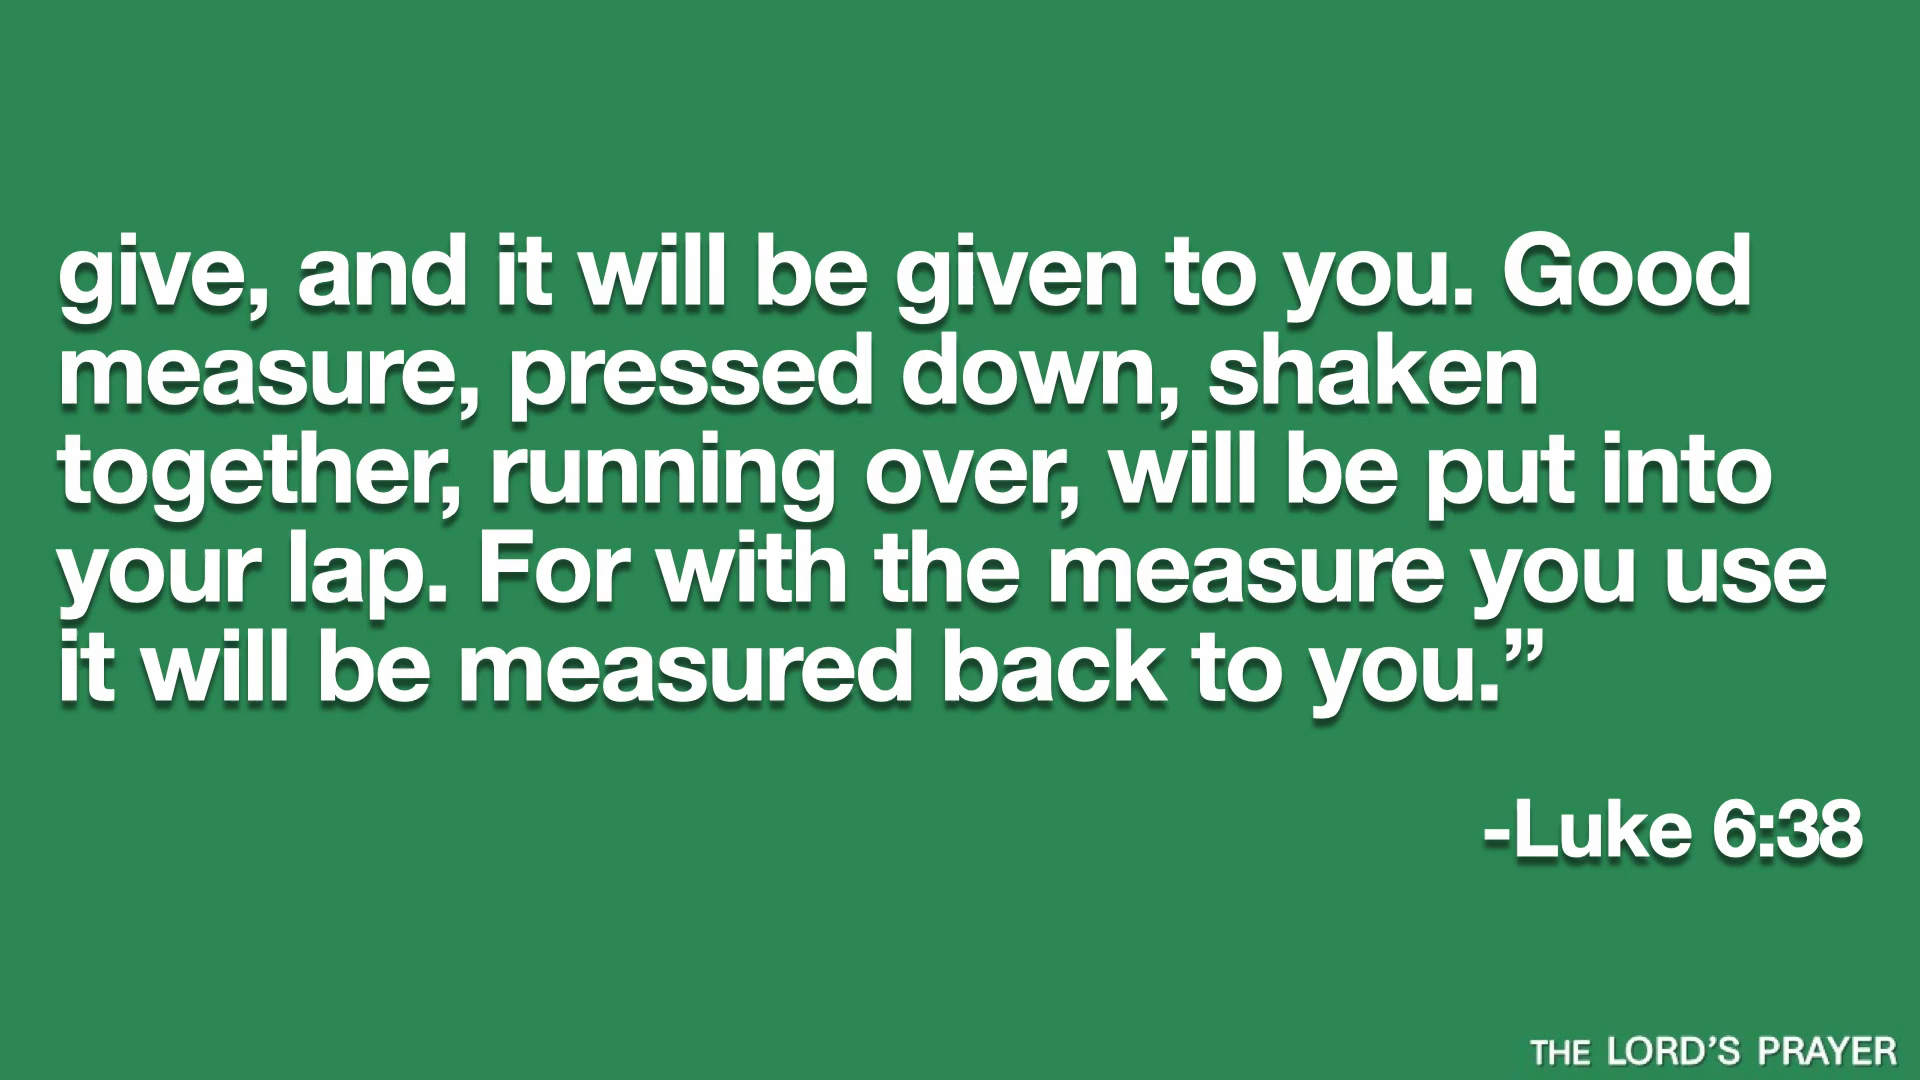 give, and it will be given to you. Good
measure, pressed down, shaken
together, running over, will be put into
your lap. For with the measure you use
it will be measured back to you.”
-Luke 6:38
THE LORD’S PRAYER